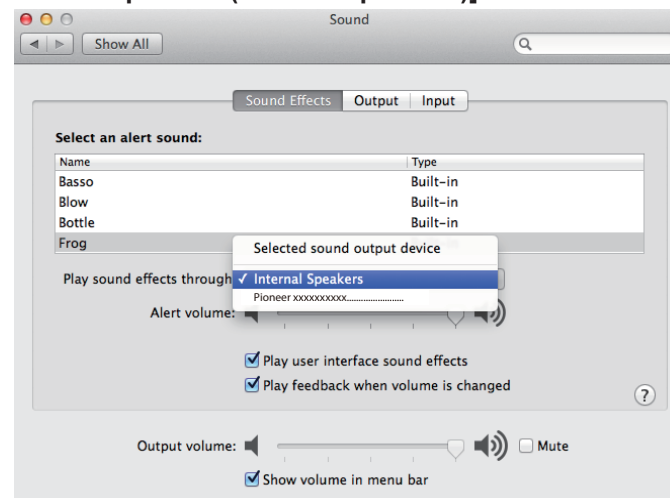 Sound
Show All
Sound Effects Output Input
Select an alert sound:
Name Type
Basso Built-in
Blow Built-in
Bottle Built-in
Frog
Selected sound output device
Play sound effects through ✓ Internal Speakers
Pioneer xxxxxxxxxx......................
Alert volume:
Play user interface sound effects
Play feedback when volume is changed
?
Output volume: Mute
Show volume in menu bar